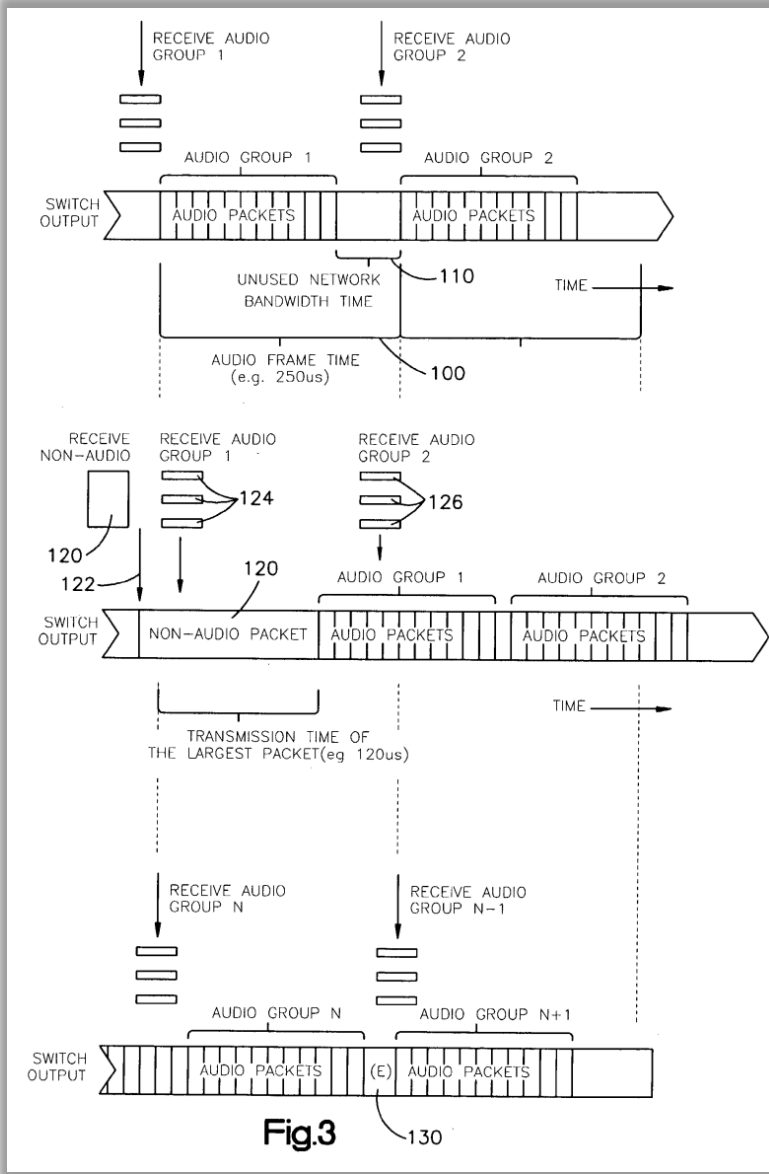 RECEIVE AUDIO
GROUP 1
RECEIVE AUDIO
GROUP 2
AUDIO GROUP 1
AUDIO GROUP 2
SWITCH
OUTPUT
AUDIO PACKETS
AUDIO PACKETS
110
UNUSED NETWORK
BANDWIDTH TIME
TIME
100
AUDIO FRAME TIME
(e.g. 250us)
RECEIVE
NON-AUDIO
RECEIVE AUDIO
GROUP 1
RECEIVE AUDIO
GROUP 2
124
126
120
122
120
AUDIO GROUP 1
AUDIO GROUP 2
SWITCH
OUTPUT
NON-AUDIO PACKET
AUDIO PACKETS
AUDIO PACKETS
TIME
TRANSMISSION TIME OF
THE LARGEST PACKET(eg 120us)
RECEIVE AUDIO
GROUP N
RECEIVE AUDIO
GROUP N-1
AUDIO GROUP N
AUDIO GROUP N+1
SWITCH
OUTPUT
AUDIO PACKETS
(E)
AUDIO PACKETS
Fig.3
130